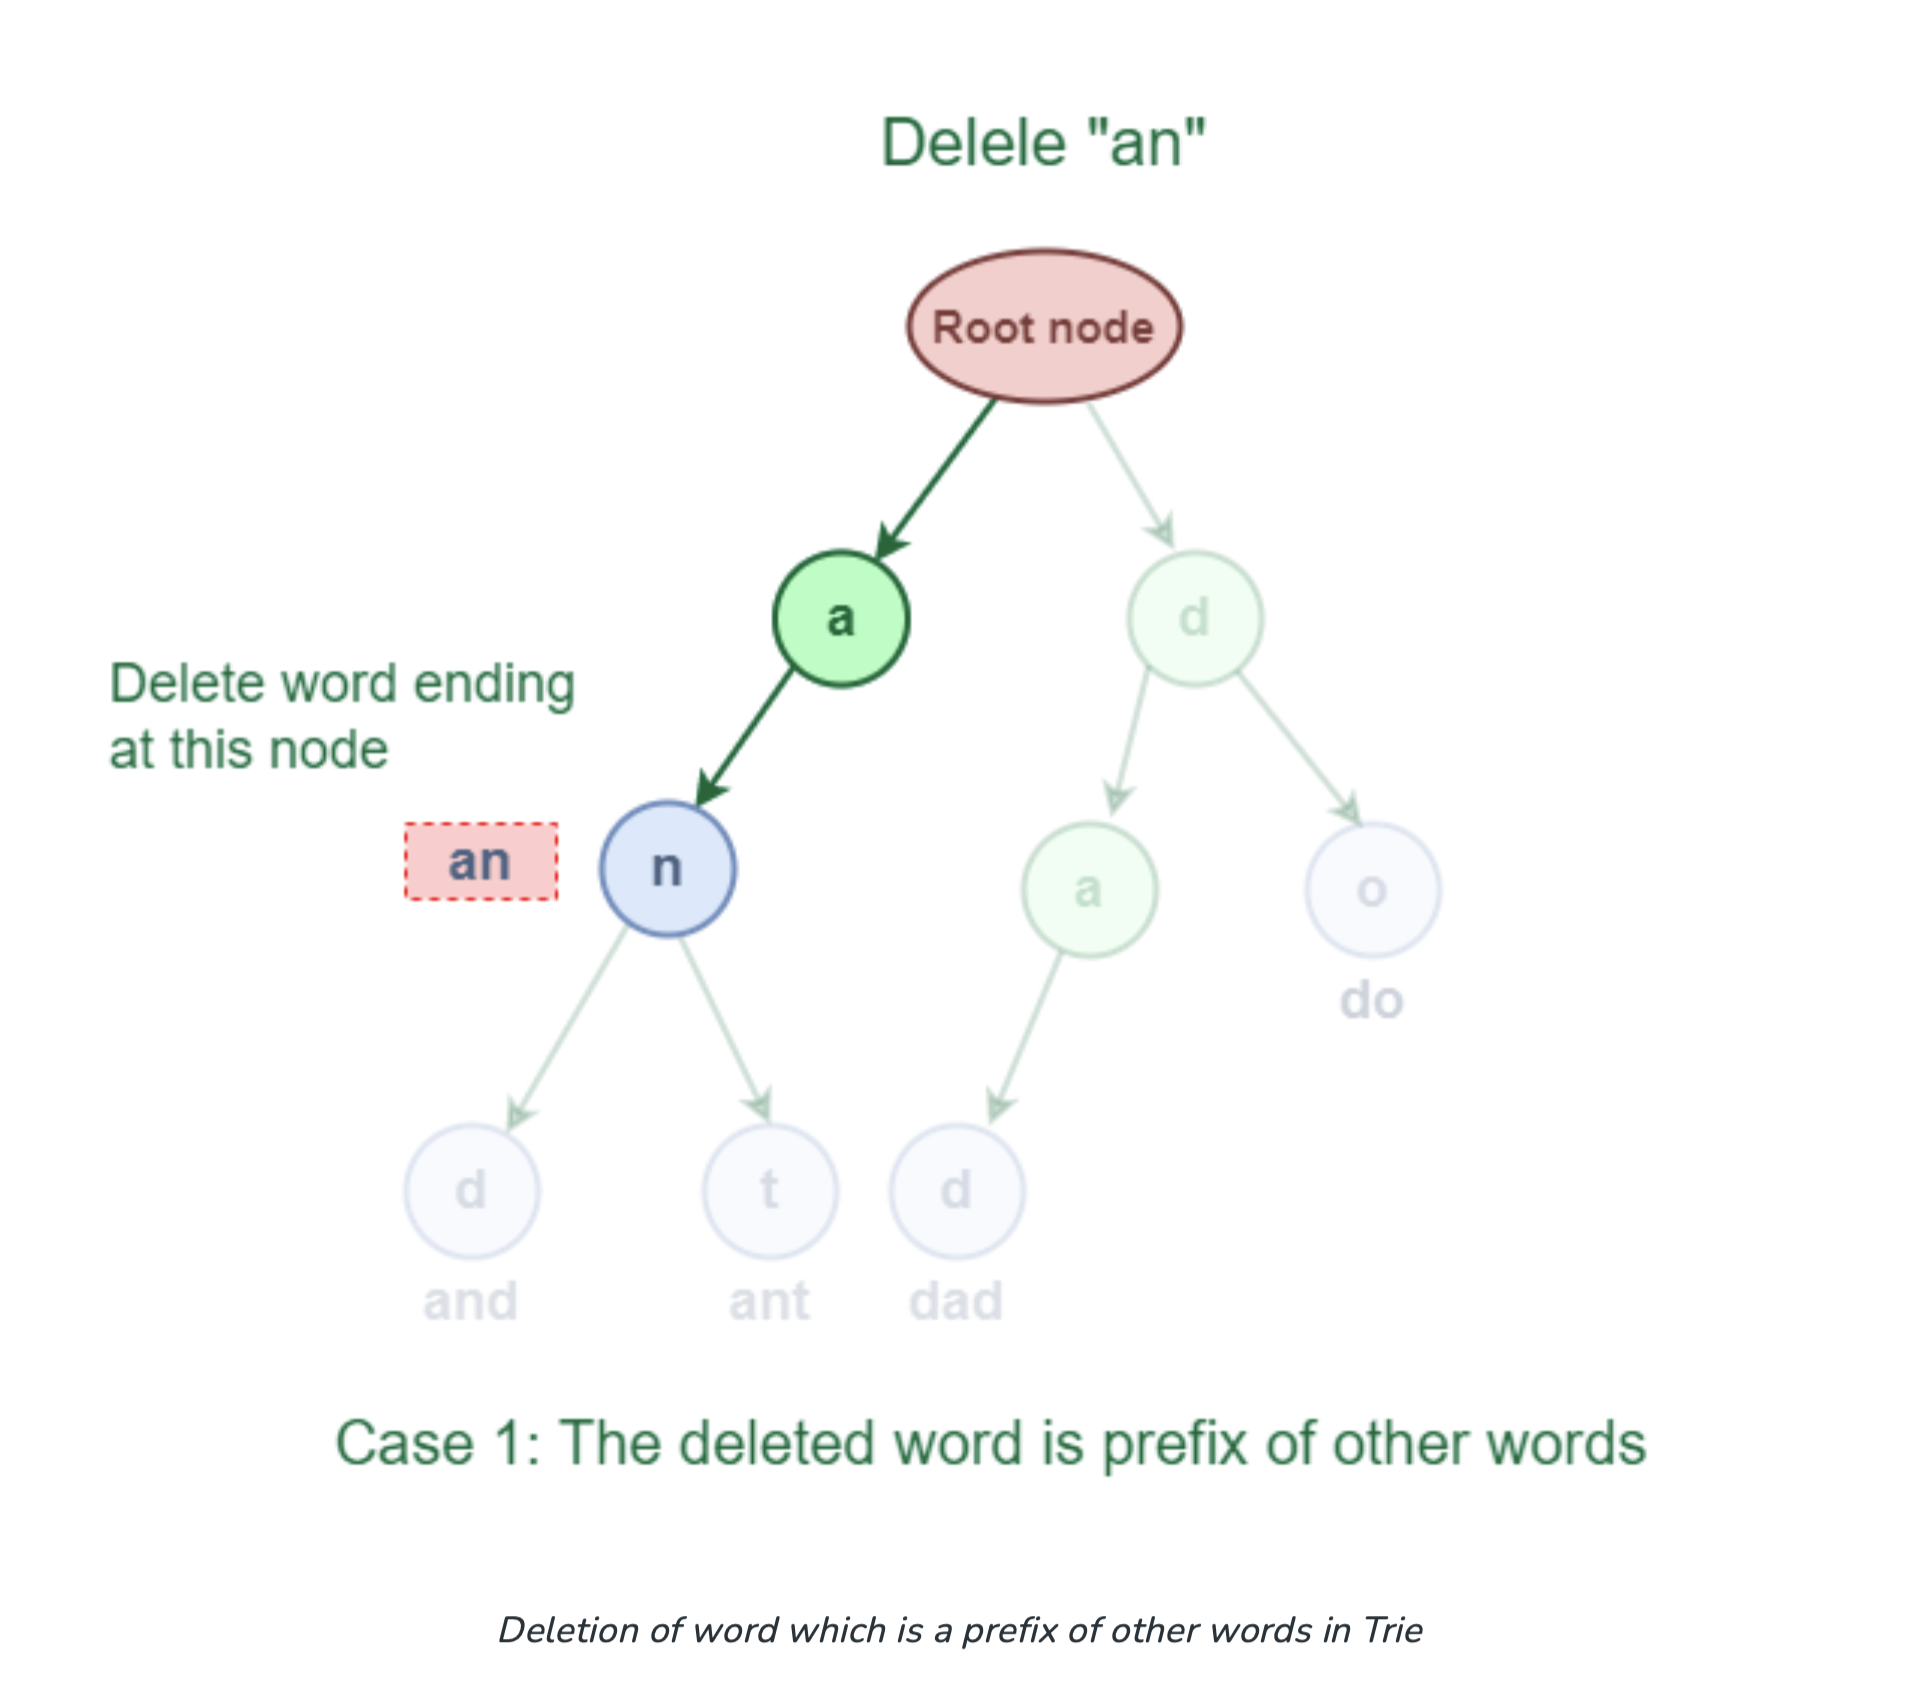 Delele "an"
Root node
a
d
Delete word ending
at this node
an
n
a
o
do
d
t
d
and
ant
dad
Case 1: The deleted word is prefix of other words
Deletion of word which is a prefix of other words in Trie